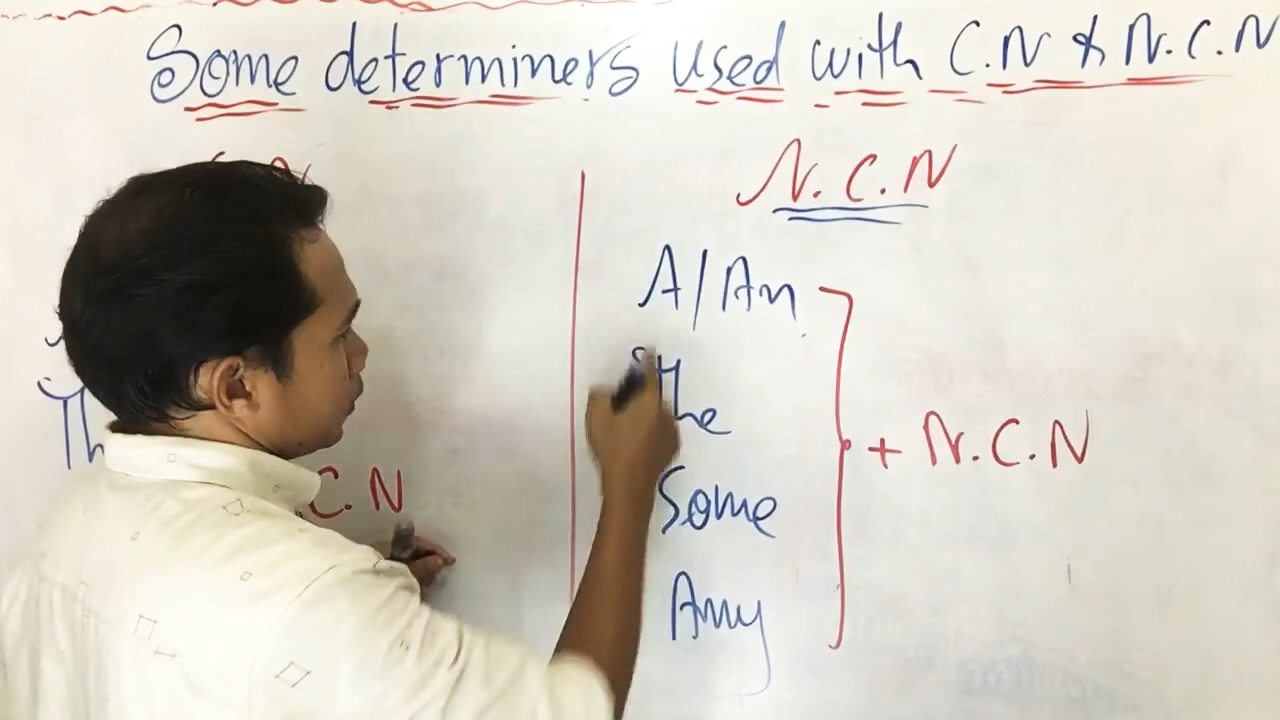 Some determiners used with C.N & N.C.N
N.C.N
A/An
The
Some
Any
+ N.C.N
C.N